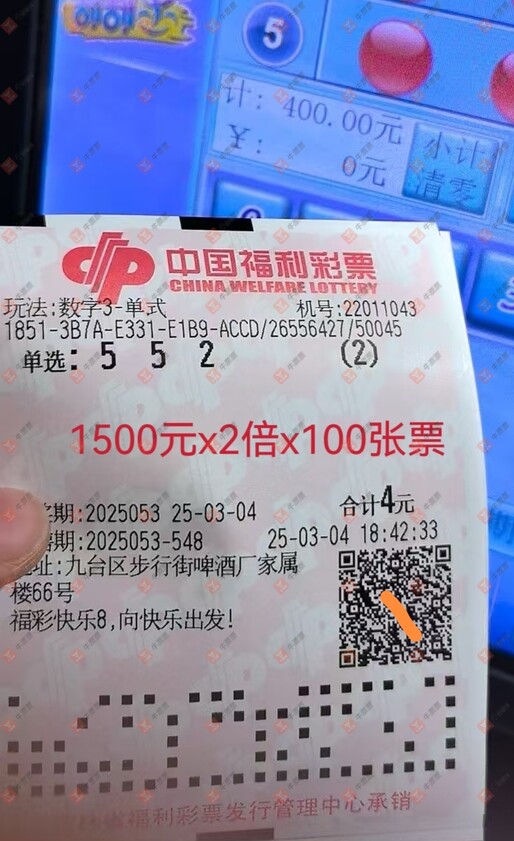 5
计: 400.00元
¥: 0元
小计
清零
中国福利彩票
CHINA WELFARE LOTTERY
玩法:数字3-单式 机号:22011043
1851-3B7A-E331-E1B9-ACCD/26556427/50045
单选: 5 5 2 (2)
1500元x2倍x100张票
期:2025053 25-03-04 合计4元
期:2025053-548 25-03-04 18:42:33
址:九台区步行街啤酒厂家属
楼66号
福彩快乐8,向快乐出发!
省福利彩票发行管理中心承销